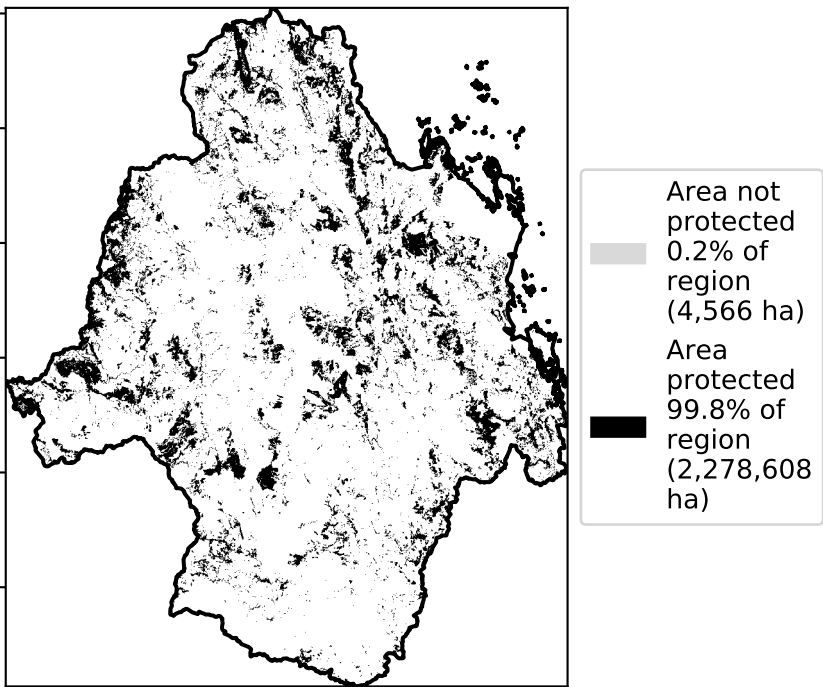 Area not
protected
0.2% of
region
(4,566 ha)
Area
protected
99.8% of
region
(2,278,608
ha)